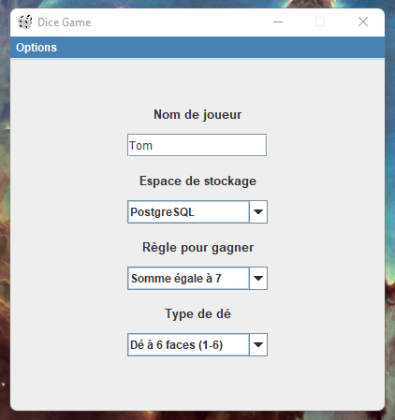 Dice Game
Options
Nom de joueur
Tom
Espace de stockage
PostgreSQL
Règle pour gagner
Somme égale à 7
Type de dé
Dé à 6 faces (1-6)